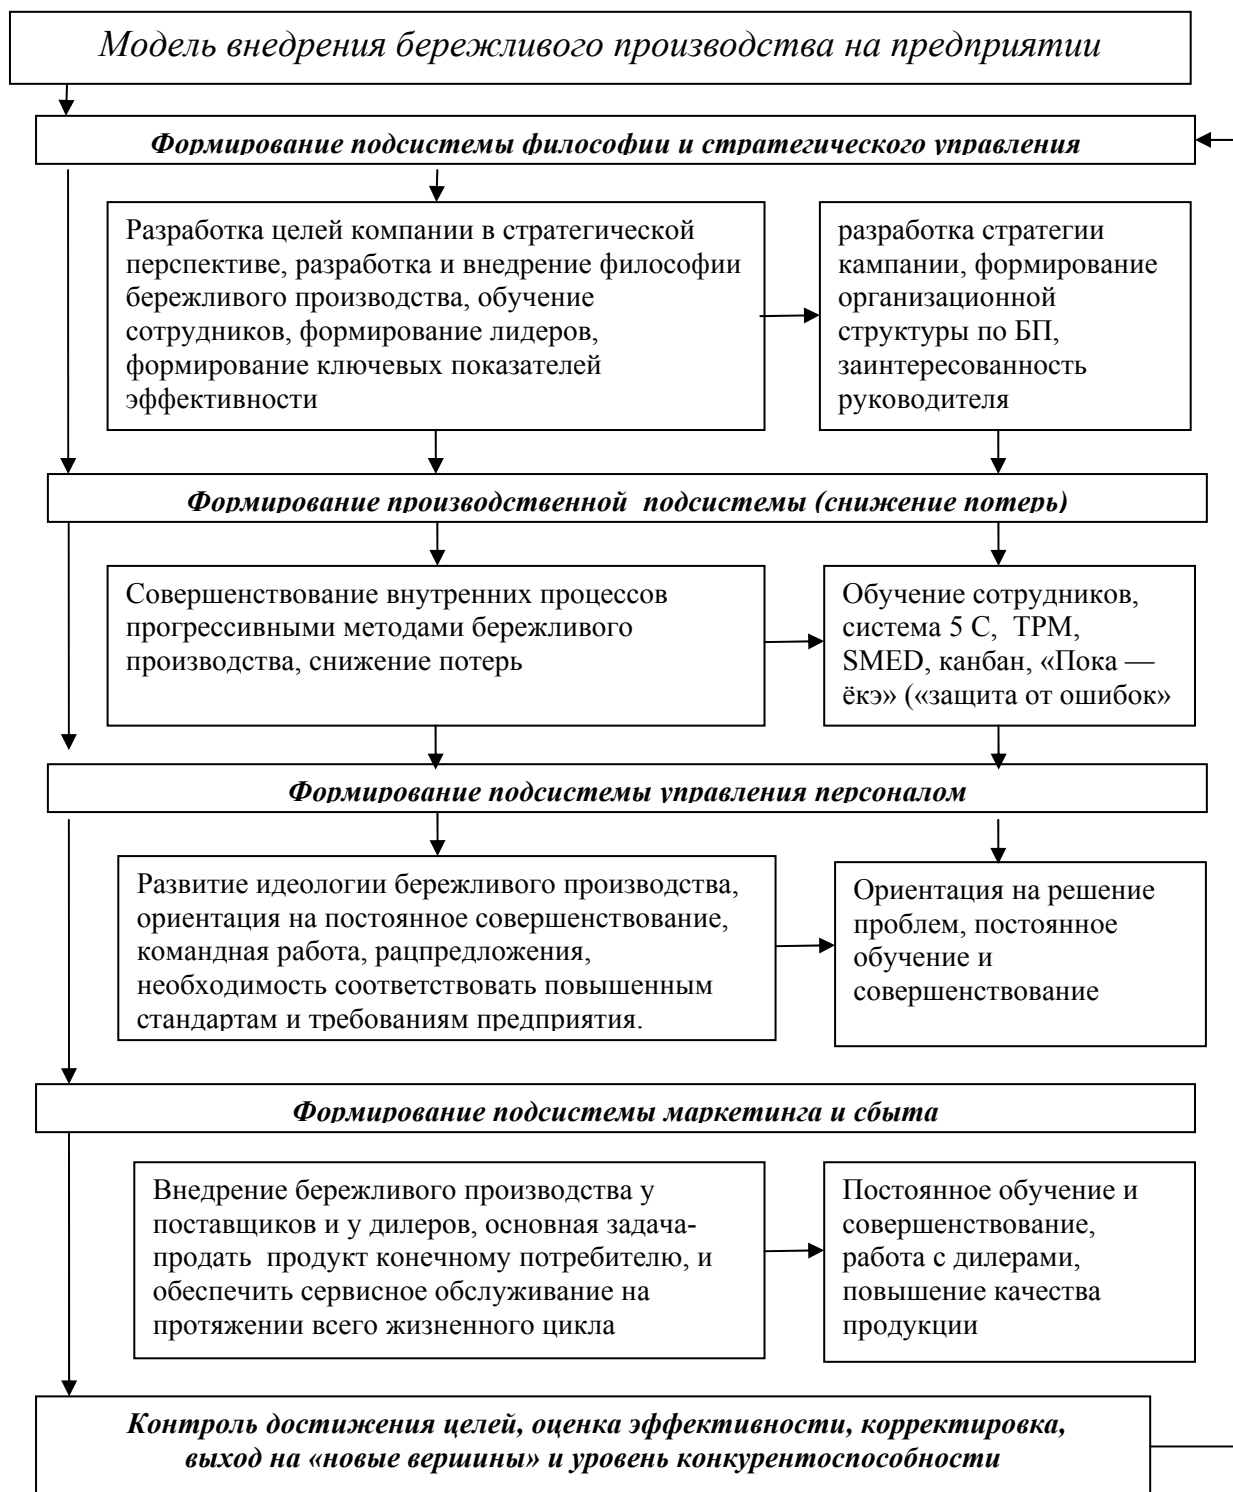 Модель внедрения бережливого производства на предприятии
Формирование подсистемы философии и стратегического управления
Разработка целей компании в стратегической
перспективе, разработка и внедрение философии
бережливого производства, обучение
сотрудников, формирование лидеров,
формирование ключевых показателей
эффективности
разработка стратегии
кампании, формирование
организационной
структуры по БП,
заинтересованность
руководителя
Формирование производственной подсистемы (снижение потерь)
Совершенствование внутренних процессов
прогрессивными методами бережливого
производства, снижение потерь
Обучение сотрудников,
система 5 С, ТРМ,
SMED, канбан, «Пока —
ёкэ» («защита от ошибок»
Формирование подсистемы управления персоналом
Развитие идеологии бережливого производства,
ориентация на постоянное совершенствование,
командная работа, рацпредложения,
необходимость соответствовать повышенным
стандартам и требованиям предприятия.
Ориентация на решение
проблем, постоянное
обучение и
совершенствование
Формирование подсистемы маркетинга и сбыта
Внедрение бережливого производства у
поставщиков и у дилеров, основная задача-
продать продукт конечному потребителю, и
обеспечить сервисное обслуживание на
протяжении всего жизненного цикла
Постоянное обучение и
совершенствование,
работа с дилерами,
повышение качества
продукции
Контроль достижения целей, оценка эффективности, корректировка,
выход на «новые вершины» и уровень конкурентоспособности